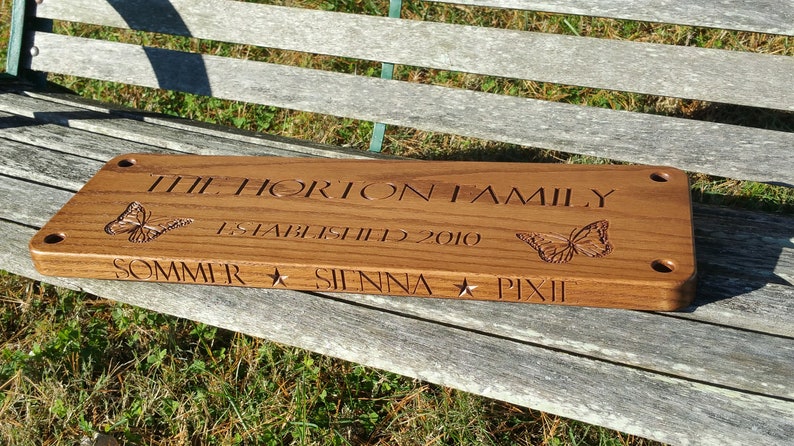 THE HORTON FAMILY
ESTABLISHED 2010
SOMMER ★ SIENNA ★ PIXIE